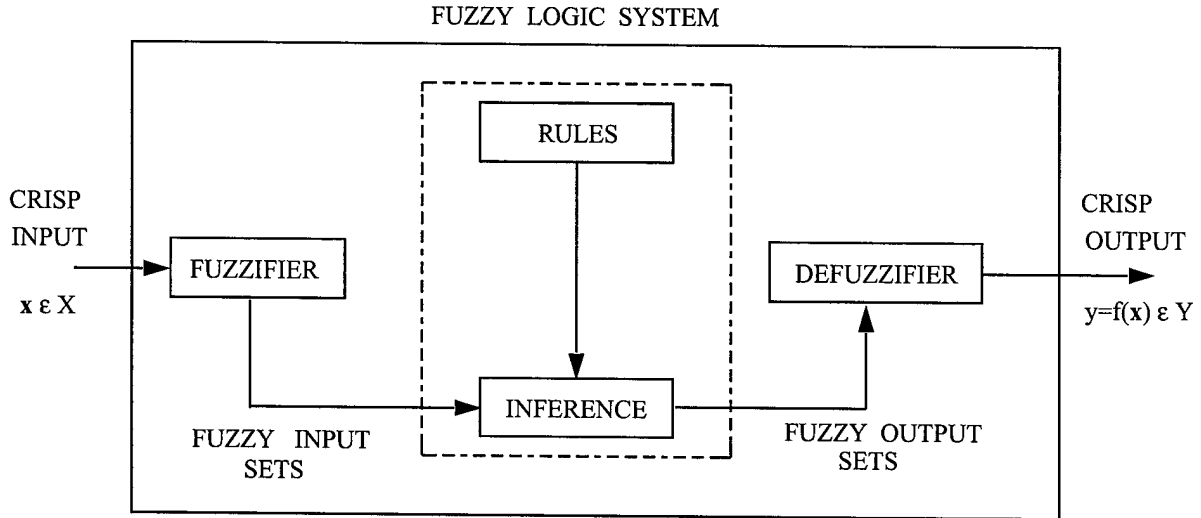 FUZZY LOGIC SYSTEM
RULES
CRISP
INPUT
FUZZIFIER
x ε X
DEFUZZIFIER
CRISP
OUTPUT
y=f(x) ε Y
INFERENCE
FUZZY INPUT
SETS
FUZZY OUTPUT
SETS